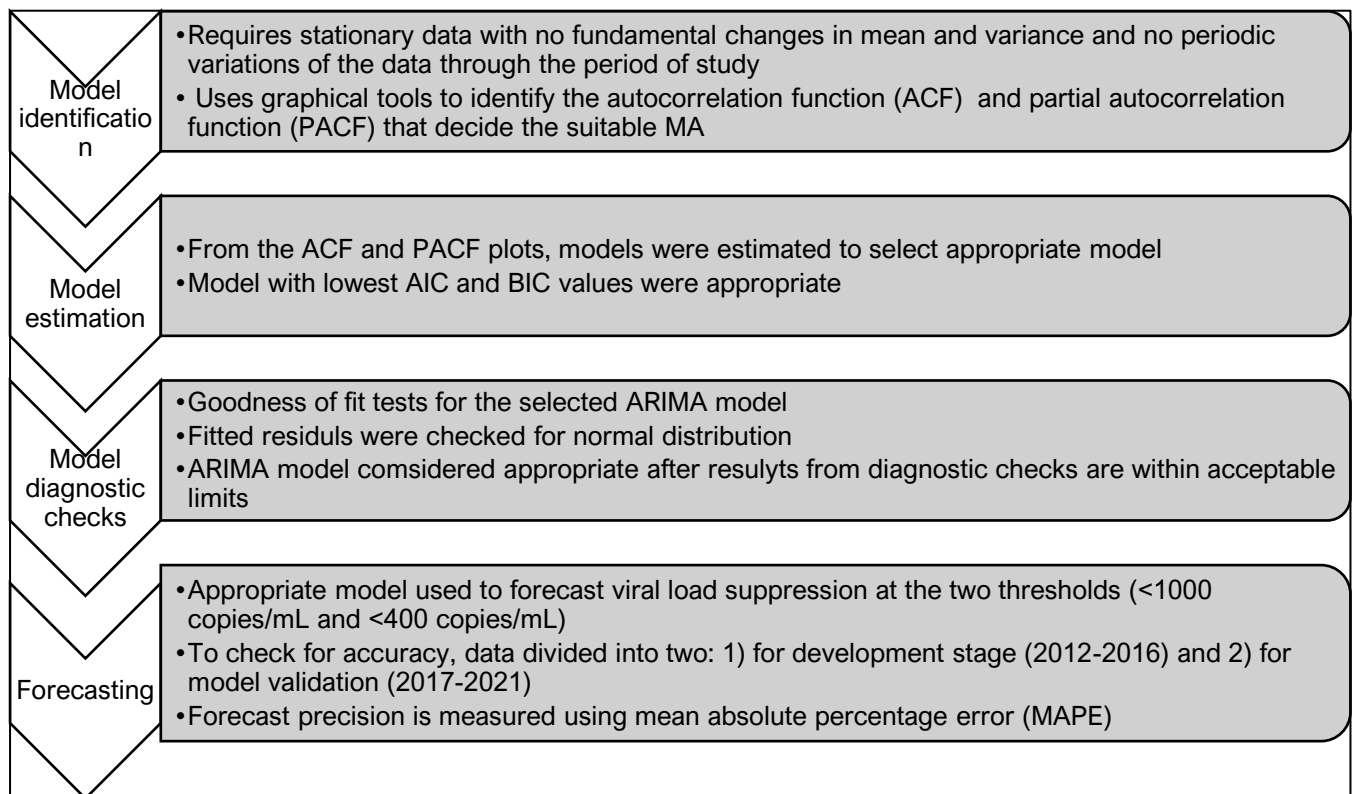 Model
identificatio
n
•Requires stationary data with no fundamental changes in mean and variance and no periodic
variations of the data through the period of study
• Uses graphical tools to identify the autocorrelation function (ACF) and partial autocorrelation
function (PACF) that decide the suitable MA
Model
estimation
•From the ACF and PACF plots, models were estimated to select appropriate model
•Model with lowest AIC and BIC values were appropriate
Model
diagnostic
checks
•Goodness of fit tests for the selected ARIMA model
•Fitted residuls were checked for normal distribution
•ARIMA model comsidered appropriate after resulyts from diagnostic checks are within acceptable
limits
Forecasting
•Appropriate model used to forecast viral load suppression at the two thresholds (<1000
copies/mL and <400 copies/mL)
•To check for accuracy, data divided into two: 1) for development stage (2012-2016) and 2) for
model validation (2017-2021)
•Forecast precision is measured using mean absolute percentage error (MAPE)